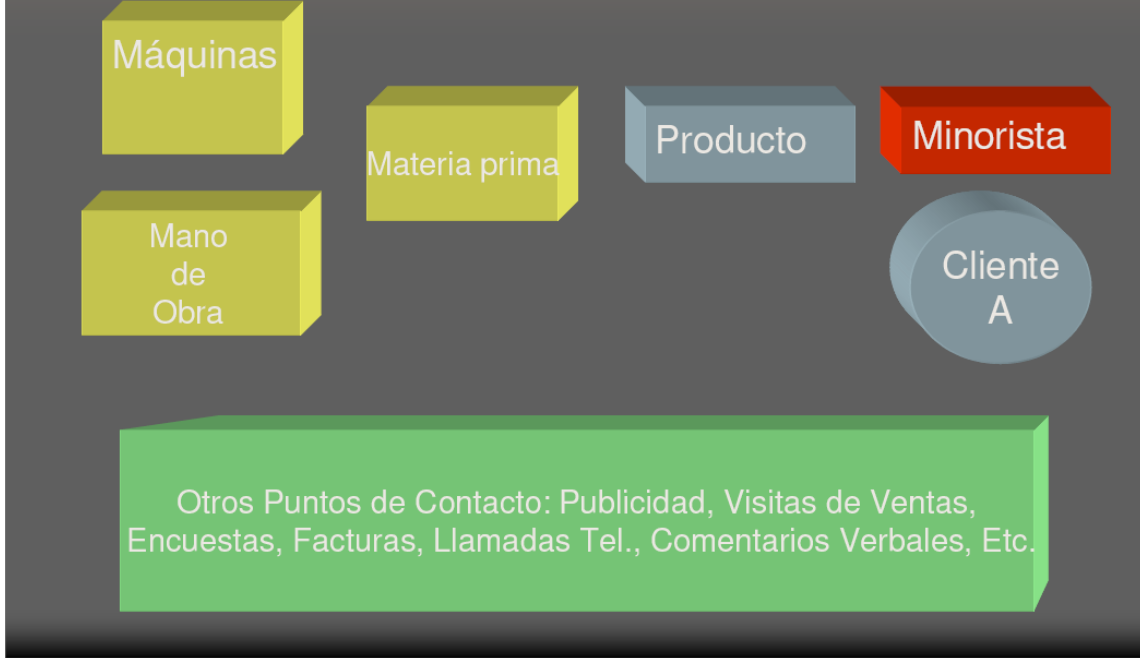 Máquinas
Materia prima
Producto
Minorista
Mano
de
Obra
Cliente
A
Otros Puntos de Contacto: Publicidad, Visitas de Ventas,
Encuestas, Facturas, Llamadas Tel., Comentarios Verbales, Etc.